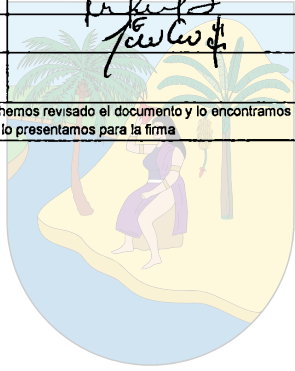 hemos revisado el documento y lo encontramos
lo presentamos para la firma